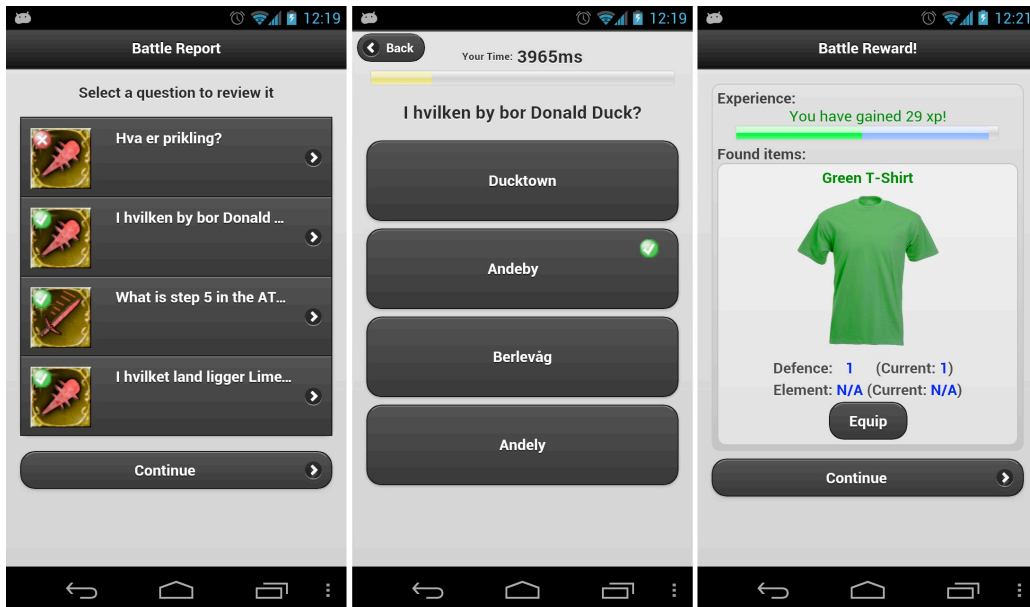 12:19
Battle Report
Select a question to review it
Hva er prikling?
I hvilken by bor Donald ...
What is step 5 in the AT...
I hvilket land ligger Lime...
Continue
12:19
Back
Your Time: 3965ms
I hvilken by bor Donald Duck?
Ducktown
Andeby
Berlevåg
Andely
12:21
Battle Reward!
Experience:
You have gained 29 xp!
Found items:
Green T-Shirt
Defence: 1 (Current: 1)
Element: N/A (Current: N/A)
Equip
Continue